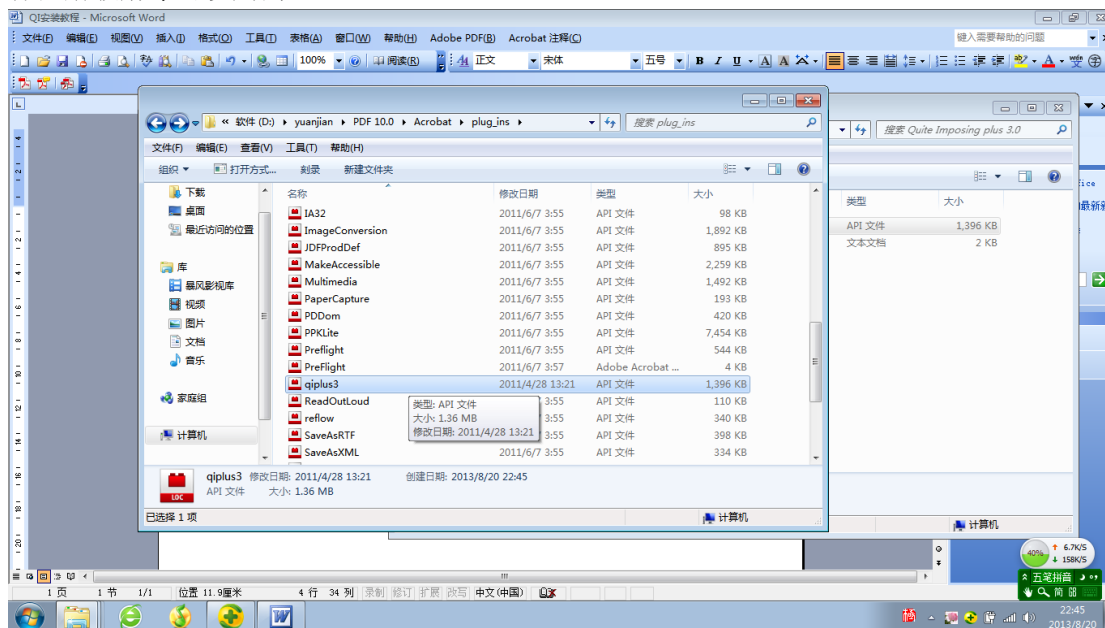 QI安装教程 - Microsoft Word
文件(F) 编辑(E) 视图(V) 插入(I) 格式(O) 工具(T) 表格(A) 窗口(W) 帮助(H) Adobe PDF(B) Acrobat 注释(C) 键入需要帮助的问题
100% 阅读(R) 正文 宋体 五号 B I U A A
软件 (D:) yuanjian PDF 10.0 Acrobat plug_ins 搜索 plug_ins
搜索 Quite Imposing plus 3.0
文件(F) 编辑(E) 查看(V) 工具(T) 帮助(H)
组织 打开方式... 刻录 新建文件夹
名称 修改日期 类型 大小
IA32 2011/6/7 3:55 API 文件 98 KB
ImageConversion 2011/6/7 3:55 API 文件 1,892 KB
JDFProdDef 2011/6/7 3:55 API 文件 895 KB
MakeAccessible 2011/6/7 3:55 API 文件 2,259 KB
Multimedia 2011/6/7 3:55 API 文件 1,492 KB
PaperCapture 2011/6/7 3:55 API 文件 193 KB
PDDom 2011/6/7 3:55 API 文件 420 KB
PPKLite 2011/6/7 3:55 API 文件 7,454 KB
Preflight 2011/6/7 3:55 API 文件 544 KB
PreFlight 2011/6/7 3:57 Adobe Acrobat ... 4 KB
qiplus3 2011/4/28 13:21 API 文件 1,396 KB
ReadOutLoud 3:55 API 文件 110 KB
reflow 3:55 API 文件 340 KB
SaveAsRTF 3:55 API 文件 398 KB
SaveAsXML 2011/6/7 3:55 API 文件 334 KB
类型: API 文件
大小: 1.36 MB
修改日期: 2011/4/28 13:21
下载
桌面
最近访问的位置
库
暴风影视库
视频
图片
文档
音乐
家庭组
计算机
类型 大小
API 文件 1,396 KB
文本文档 2 KB
qiplus3 修改日期: 2011/4/28 13:21 创建日期: 2013/8/20 22:45
API 文件 大小: 1.36 MB
LOC
已选择 1 项 计算机
计算机
40% 6.7K/S
158K/S
五笔拼音
简
1 页 1 节 1/1 位置 11.9厘米 4 行 34 列 录制 修订 扩展 改写 中文(中国)
22:45
2013/8/20